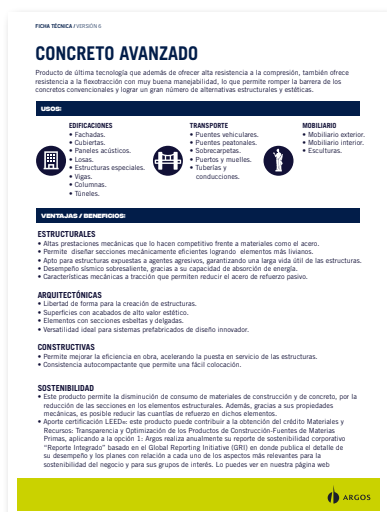 FICHA TÉCNICA / VERSIÓN 6
CONCRETO AVANZADO
Producto de última tecnología que además de ofrecer alta resistencia a la compresión, también ofrece
resistencia a la flexotracción con muy buena manejabilidad, lo que permite romper la barrera de los
concretos convencionales y lograr un gran número de alternativas estructurales y estéticas.
USOS:
EDIFICACIONES
• Fachadas.
• Cubiertas.
• Paneles acústicos.
• Losas.
• Estructuras especiales.
• Vigas.
• Columnas.
• Túneles.
TRANSPORTE
• Puentes vehiculares.
• Puentes peatonales.
• Sobrecarpetas.
• Puertos y muelles.
• Tuberías y
conducciones.
MOBILIARIO
• Mobiliario exterior.
• Mobiliario interior.
• Esculturas.
VENTAJAS / BENEFICIOS:
ESTRUCTURALES
• Altas prestaciones mecánicas que lo hacen competitivo frente a materiales como el acero.
• Permite diseñar secciones mecánicamente eficientes logrando elementos más livianos.
• Apto para estructuras expuestas a agentes agresivos, garantizando una larga vida útil de las estructuras.
• Desempeño sísmico sobresaliente, gracias a su capacidad de absorción de energía.
• Características mecánicas a tracción que permiten reducir el acero de refuerzo pasivo.
ARQUITECTÓNICAS
• Libertad de forma para la creación de estructuras.
• Superficies con acabados de alto valor estético.
• Elementos con secciones esbeltas y delgadas.
• Versatilidad ideal para sistemas prefabricados de diseño innovador.
CONSTRUCTIVAS
• Permite mejorar la eficiencia en obra, acelerando la puesta en servicio de las estructuras.
• Consistencia autocompactante que permite una fácil colocación.
SOSTENIBILIDAD
• Este producto permite la disminución de consumo de materiales de construcción y de concreto, por la
reducción de las secciones en los elementos estructurales. Además, gracias a sus propiedades
mecánicas, es posible reducir las cuantías de refuerzo en dichos elementos.
• Aporte certificación LEED®: este producto puede contribuir a la obtención del crédito Materiales y
Recursos: Transparencia y Optimización de los Productos de Construcción-Fuentes de Materias
Primas, aplicando a la opción 1: Argos realiza anualmente su reporte de sostenibilidad corporativo
"Reporte Integrado" basado en el Global Reporting Initiative (GRI) en donde publica el detalle de
su desempeño y los planes con relación a cada uno de los aspectos más relevantes para la
sostenibilidad del negocio y para sus grupos de interés. Lo puedes ver en nuestra página web
ARGOS